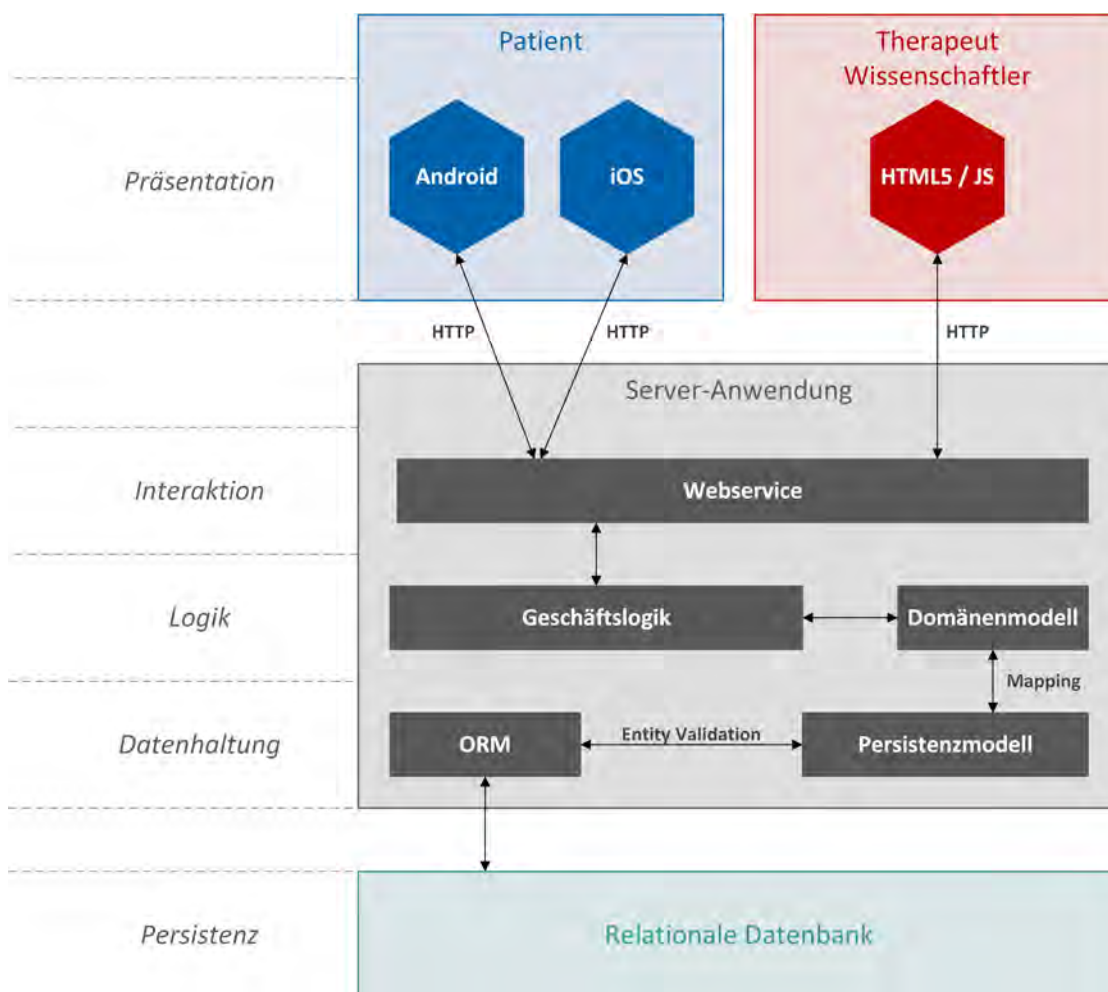 Patient
Therapeut
Wissenschaftler
Präsentation
Android
iOS
HTML5 / JS
HTTP
HTTP
HTTP
Server-Anwendung
Interaktion
Webservice
Logik
Geschäftslogik
Domänenmodell
Mapping
Datenhaltung
ORM
Entity Validation
Persistenzmodell
Persistenz
Relationale Datenbank